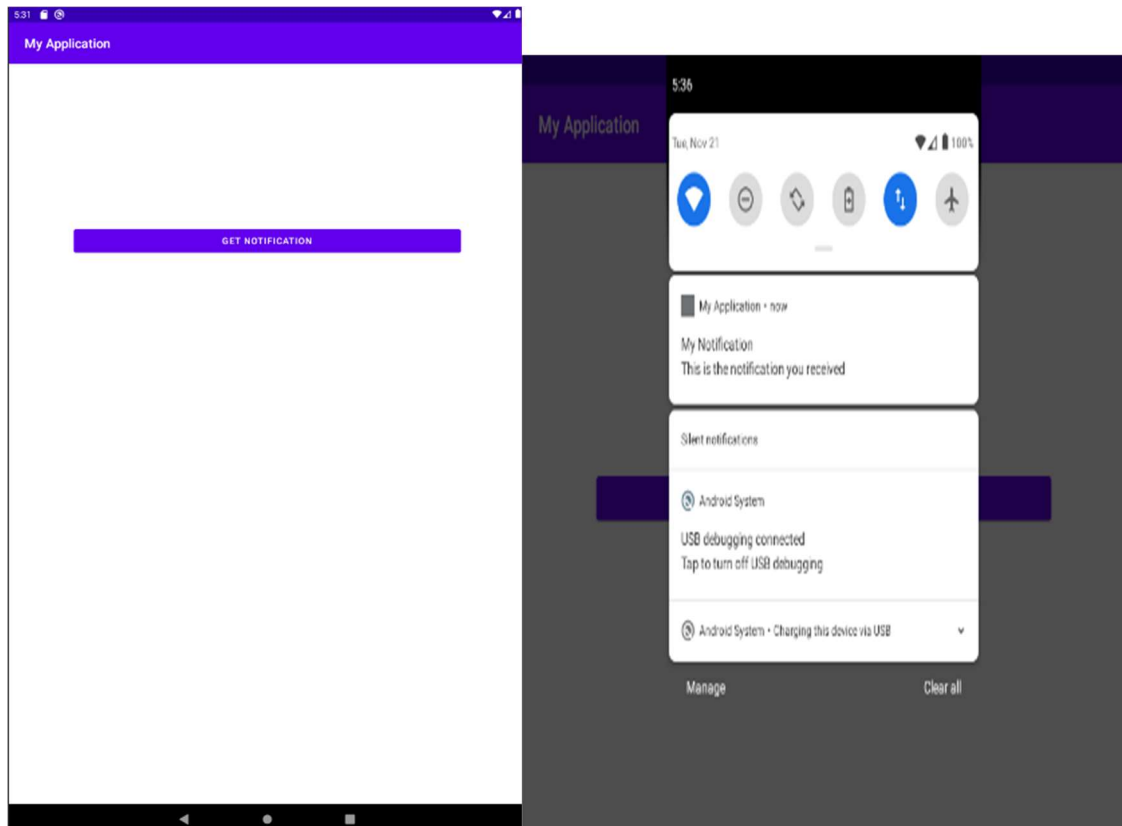 5:31
My Application
GET NOTIFICATION
My Application
5:36
Tue, Nov 21
100%
My Application • now
My Notification
This is the notification you received
Silent notifications
Android System
USB debugging connected
Tap to turn off USB debugging
Android System • Charging this device via USB
Manage
Clear all